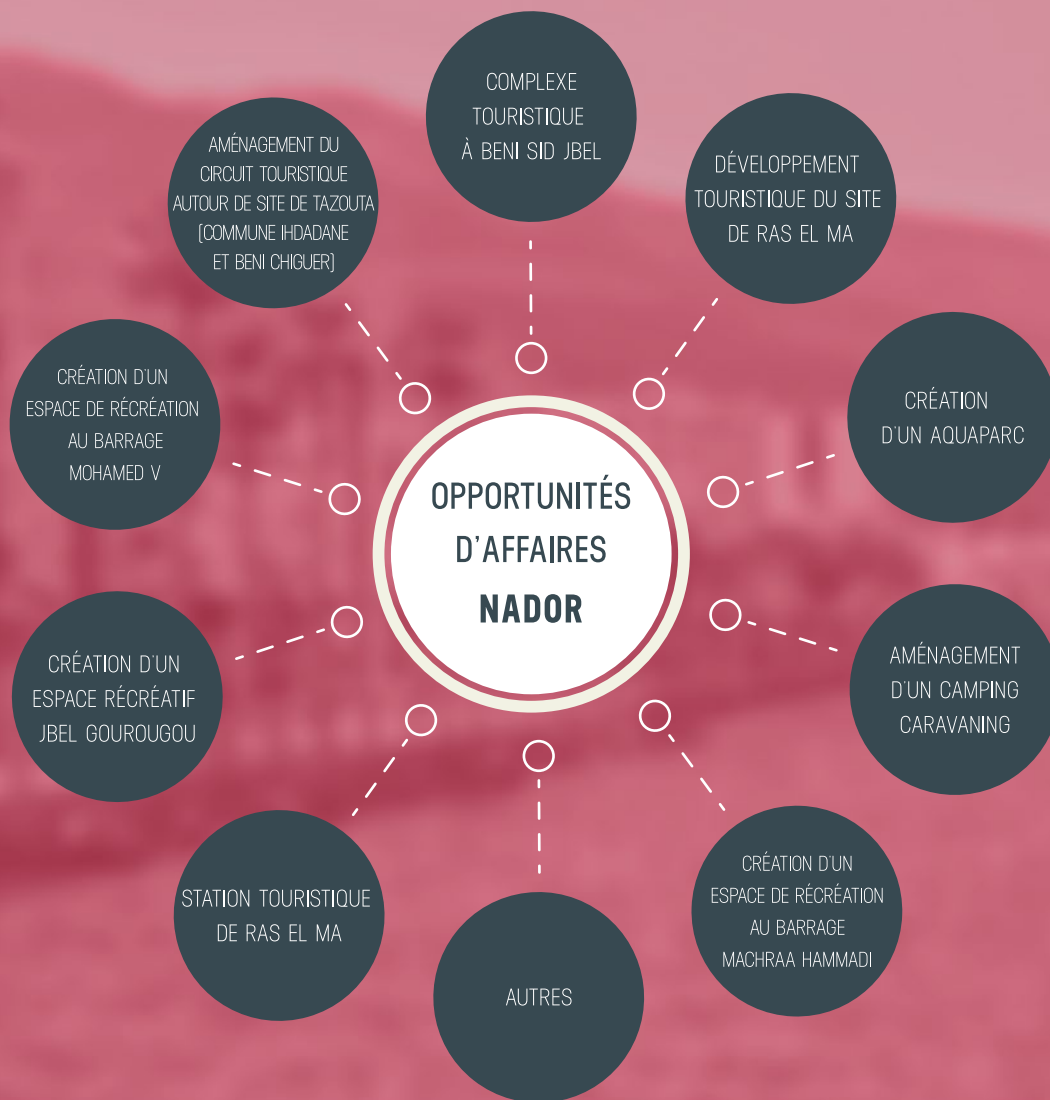 COMPLEXE
TOURISTIQUE
À BENI SID JBEL
AMÉNAGEMENT DU
CIRCUIT TOURISTIQUE
AUTOUR DE SITE DE TAZOUTA
(COMMUNE IHDADANE
ET BENI CHIGUER)
DÉVELOPPEMENT
TOURISTIQUE DU SITE
DE RAS EL MA
CRÉATION D'UN
ESPACE DE RÉCRÉATION
AU BARRAGE
MOHAMED V
CRÉATION
D'UN AQUAPARC
OPPORTUNITÉS
D'AFFAIRES
NADOR
CRÉATION D'UN
ESPACE RÉCRÉATIF
JBEL GOUROUGOU
AMÉNAGEMENT
D'UN CAMPING
CARAVANING
STATION TOURISTIQUE
DE RAS EL MA
AUTRES
CRÉATION D'UN
ESPACE DE RÉCRÉATION
AU BARRAGE
MACHRAA HAMMADI